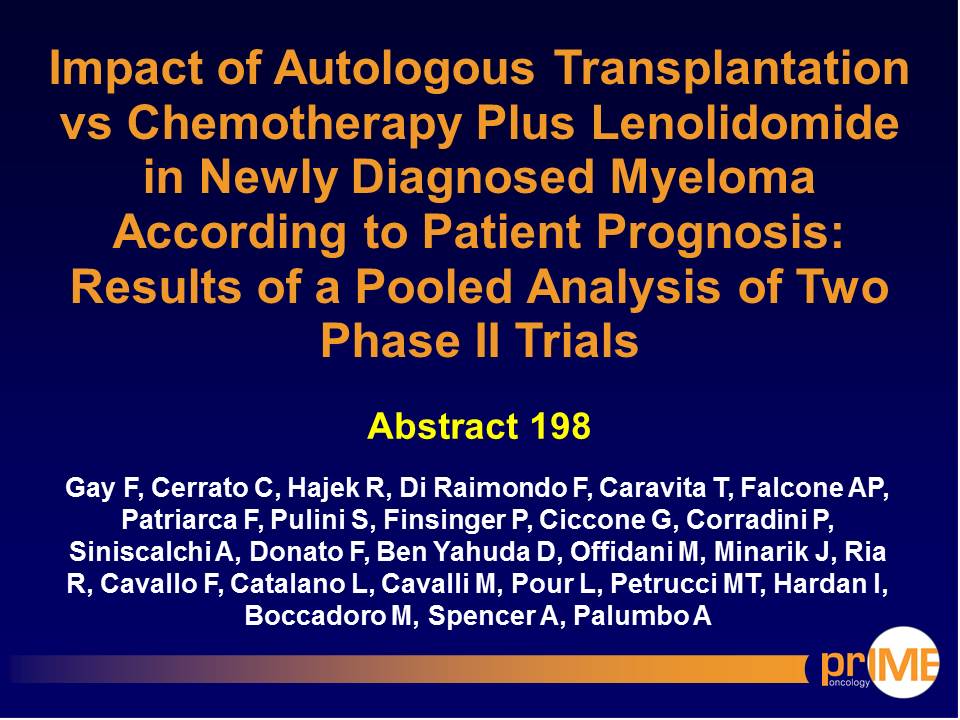 Impact of Autologous Transplantation
vs Chemotherapy Plus Lenolidomide
in Newly Diagnosed Myeloma
According to Patient Prognosis:
Results of a Pooled Analysis of Two
Phase II Trials
Abstract 198
Gay F, Cerrato C, Hajek R, Di Raimondo F, Caravita T, Falcone AP,
Patriarca F, Pulini S, Finsinger P, Ciccone G, Corradini P,
Siniscalchi A, Donato F, Ben Yahuda D, Offidani M, Minarik J, Ria
R, Cavallo F, Catalano L, Cavalli M, Pour L, Petrucci MT, Hardan I,
Boccadoro M, Spencer A, Palumbo A
prIME
oncology